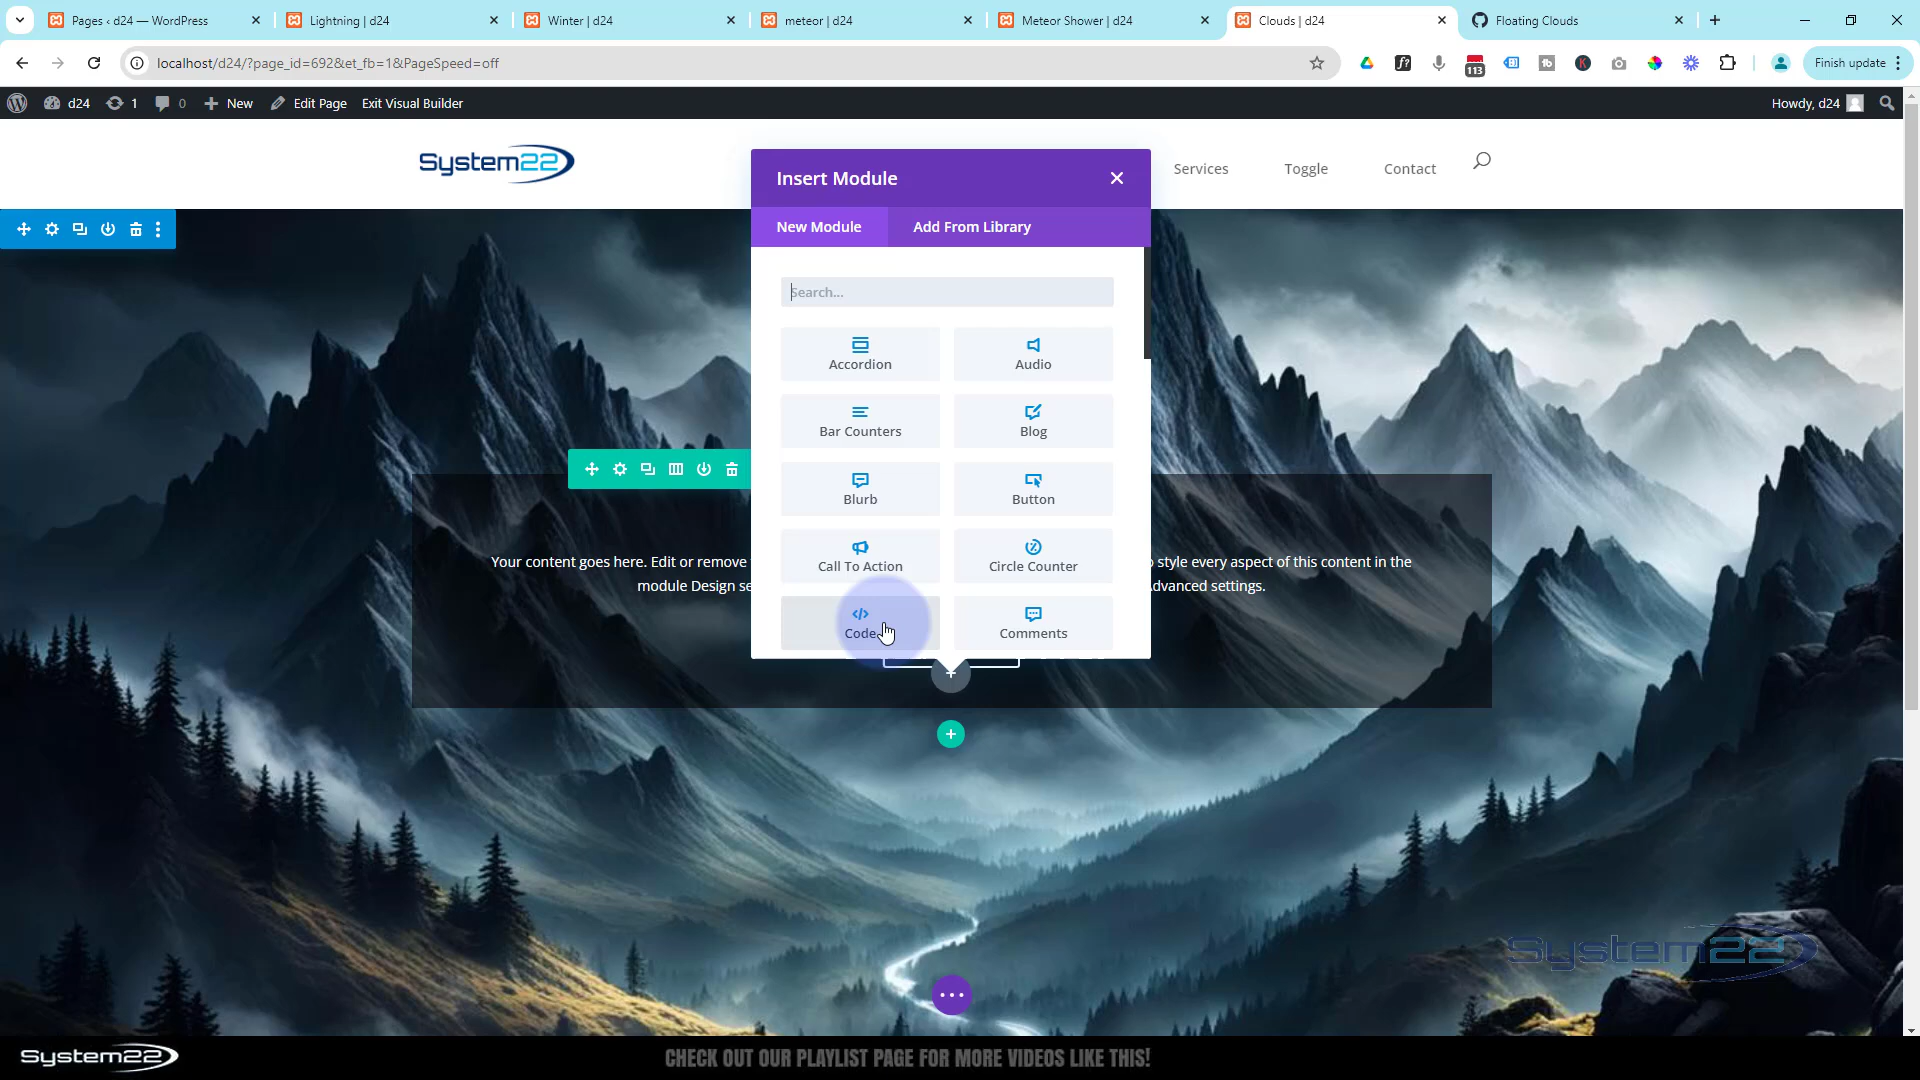 Pages ‹ d24 — WordPress
Lightning | d24
Winter | d24
meteor | d24
Meteor Shower | d24
Clouds | d24
Floating Clouds
localhost/d24/?page_id=692&et_fb=1&PageSpeed=off
113
Finish update
d24
1
0
New
Edit Page
Exit Visual Builder
Howdy, d24
System22
Services
Toggle
Contact
Insert Module
New Module
Add From Library
Search...
Accordion
Audio
Bar Counters
Blog
Blurb
Button
Call To Action
Circle Counter
Code
Comments
Your content goes here. Edit or remove
style every aspect of this content in the
module Design
Advanced settings.
System22
System22
CHECK OUT OUR PLAYLIST PAGE FOR MORE VIDEOS LIKE THIS!